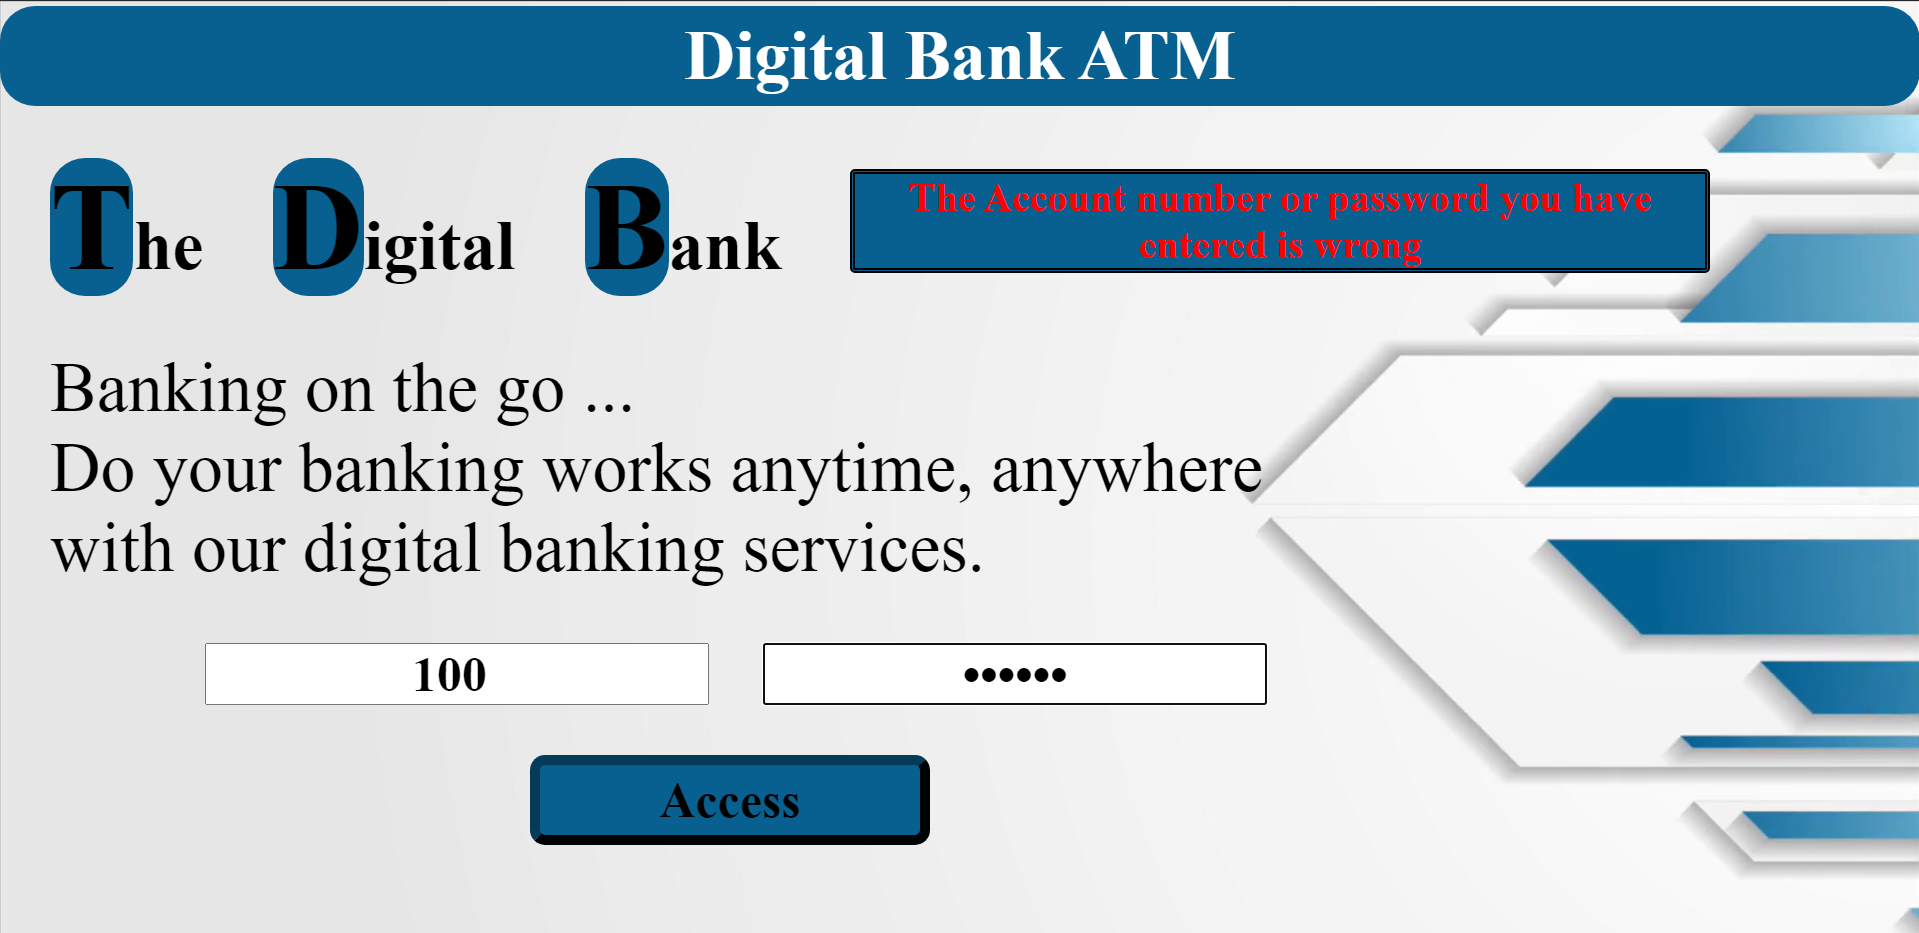 Digital Bank ATM
The Digital Bank
The Account number or password you have
entered is wrong
Banking on the go ...
Do your banking works anytime, anywhere
with our digital banking services.
100
••••••
Access